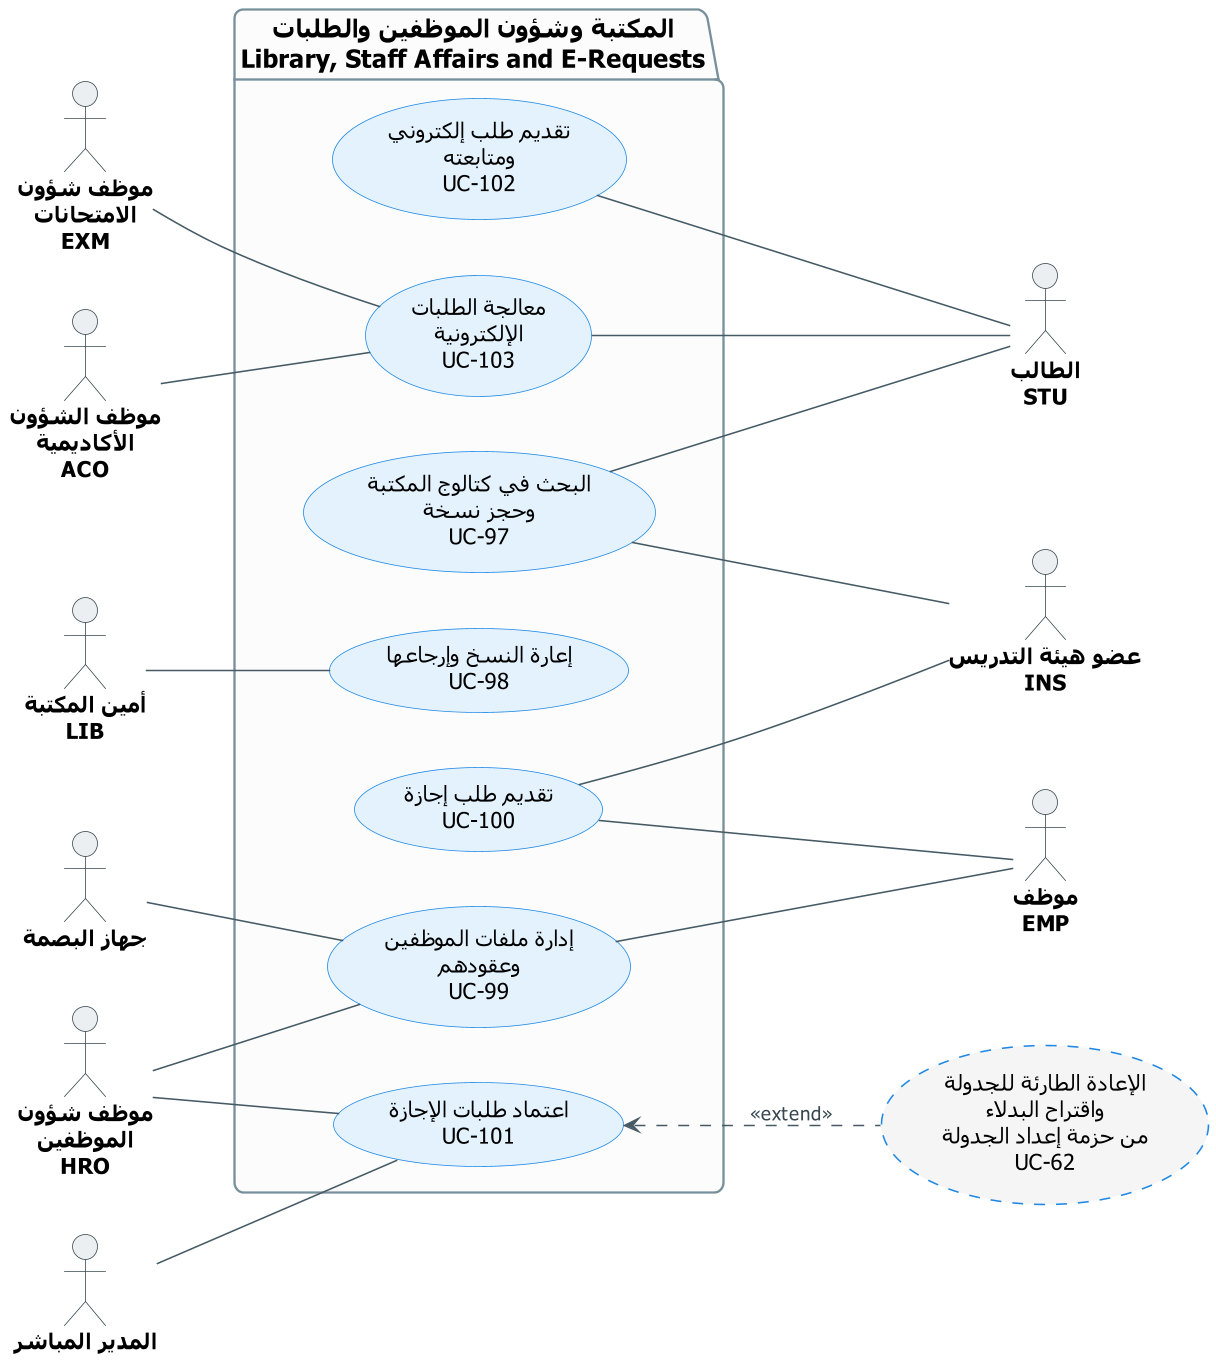 المكتبة وشؤون الموظفين والطلبات
Library, Staff Affairs and E-Requests
تقديم طلب إلكتروني
ومتابعته
UC-102
موظف شؤون
الامتحانات
EXM
معالجة الطلبات
الإلكترونية
UC-103
الطالب
STU
موظف الشؤون
الأكاديمية
ACO
البحث في كتالوج المكتبة
وحجز نسخة
UC-97
عضو هيئة التدريس
INS
إعارة النسخ وإرجاعها
UC-98
أمين المكتبة
LIB
تقديم طلب إجازة
UC-100
موظف
EMP
جهاز البصمة
إدارة ملفات الموظفين
وعقودهم
UC-99
موظف شؤون
الموظفين
HRO
اعتماد طلبات الإجازة
UC-101
«extend»
الإعادة الطارئة للجدولة
واقتراح البدلاء
من حزمة إعداد الجدولة
UC-62
المدير المباشر